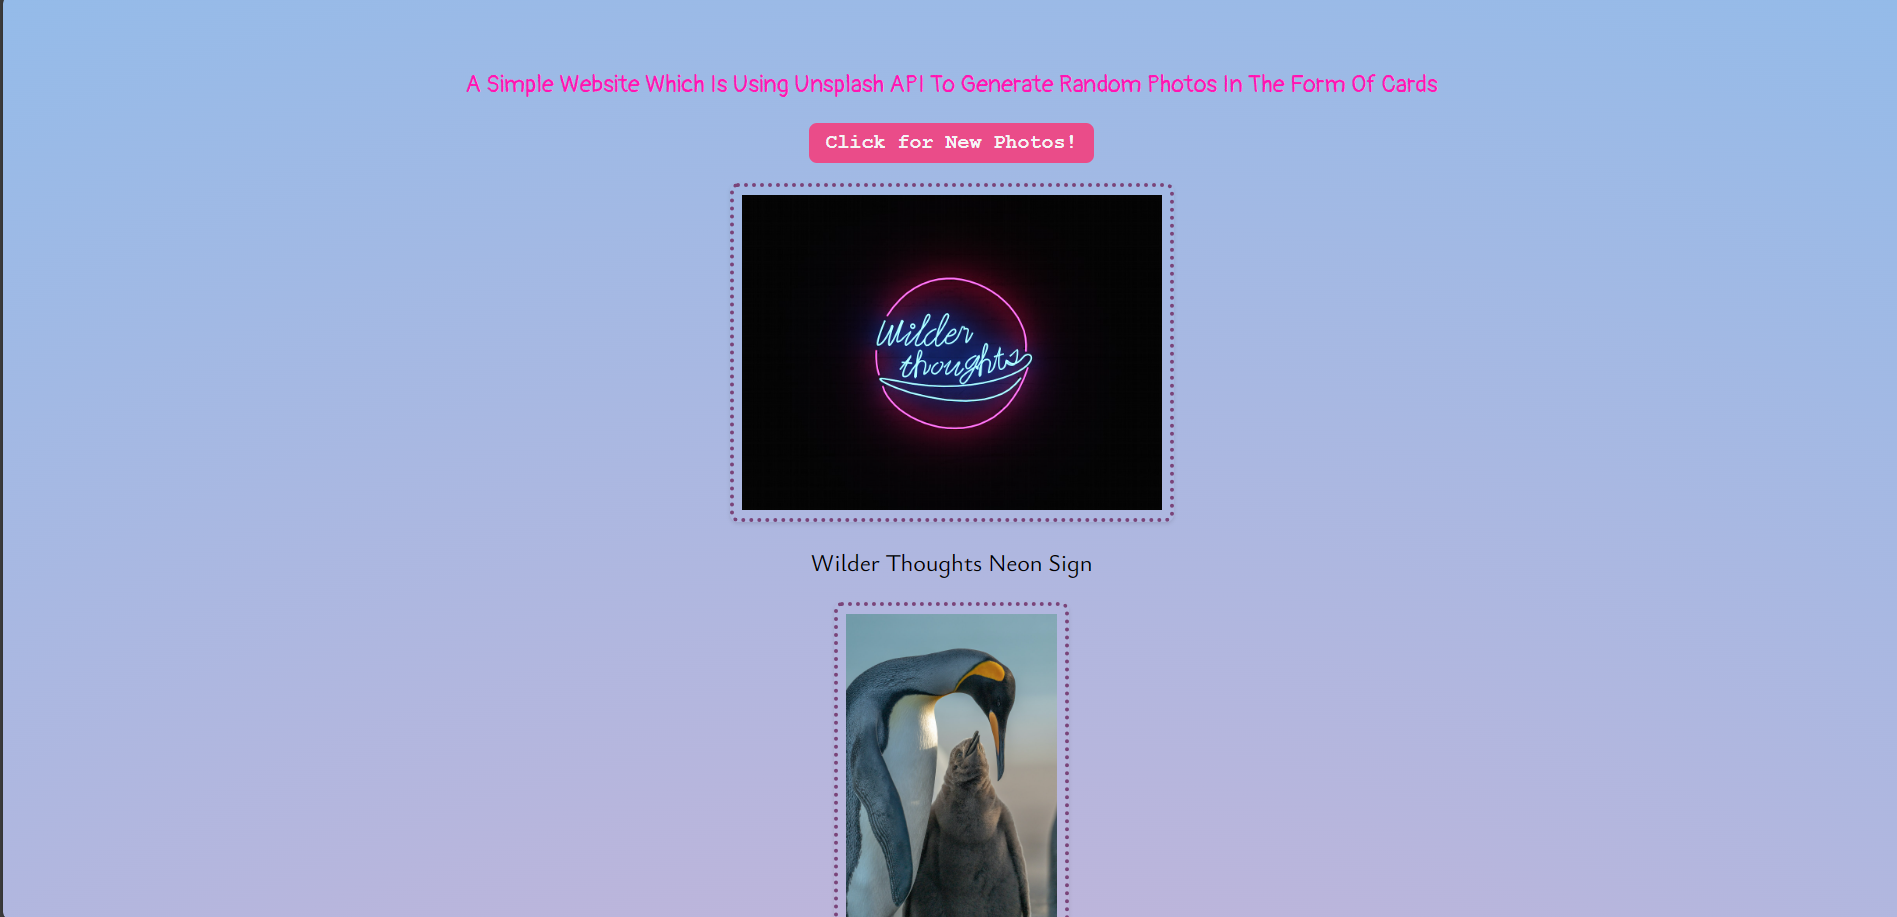 A Simple Website Which Is Using Unsplash API To Generate Random Photos In The Form Of Cards
Click for New Photos!
Wilder
thoughts
Wilder Thoughts Neon Sign